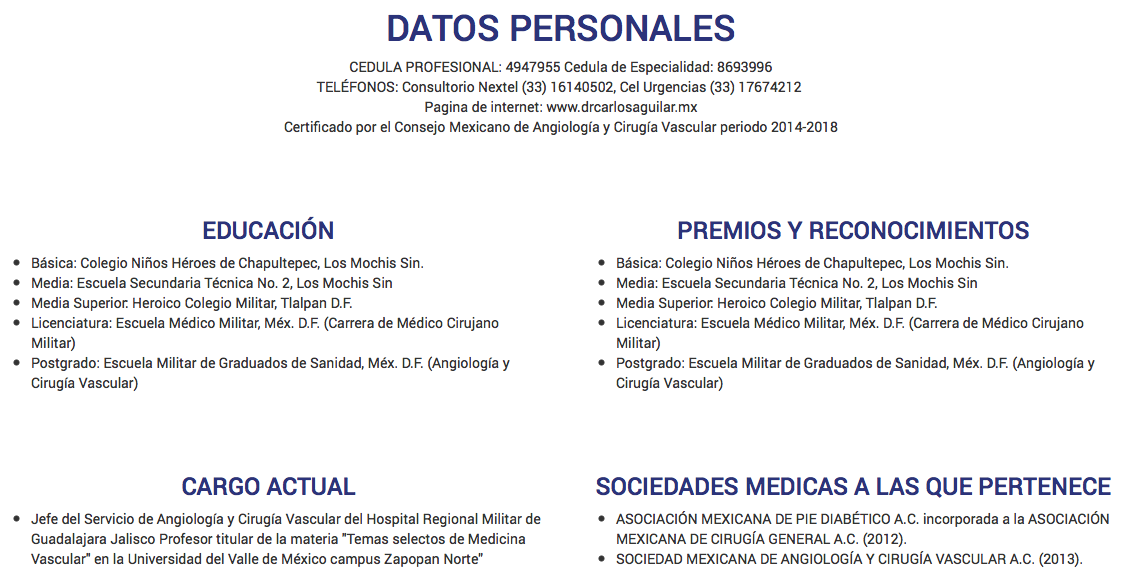 DATOS PERSONALES
CEDULA PROFESIONAL: 4947955 Cedula de Especialidad: 8693996
TELÉFONOS: Consultorio Nextel (33) 16140502, Cel Urgencias (33) 17674212
Pagina de internet: www.drcarlosaguilar.mx
Certificado por el Consejo Mexicano de Angiología y Cirugía Vascular periodo 2014-2018
EDUCACIÓN
• Básica: Colegio Niños Héroes de Chapultepec, Los Mochis Sin.
• Media: Escuela Secundaria Técnica No. 2, Los Mochis Sin
• Media Superior: Heroico Colegio Militar, Tlalpan D.F.
• Licenciatura: Escuela Médico Militar, Méx. D.F. (Carrera de Médico Cirujano
Militar)
• Postgrado: Escuela Militar de Graduados de Sanidad, Méx. D.F. (Angiología y
Cirugía Vascular)
PREMIOS Y RECONOCIMIENTOS
• Básica: Colegio Niños Héroes de Chapultepec, Los Mochis Sin.
• Media: Escuela Secundaria Técnica No. 2, Los Mochis Sin
• Media Superior: Heroico Colegio Militar, Tlalpan D.F.
• Licenciatura: Escuela Médico Militar, Méx. D.F. (Carrera de Médico Cirujano
Militar)
• Postgrado: Escuela Militar de Graduados de Sanidad, Méx. D.F. (Angiología y
Cirugía Vascular)
CARGO ACTUAL
• Jefe del Servicio de Angiología y Cirugía Vascular del Hospital Regional Militar de
Guadalajara Jalisco Profesor titular de la materia "Temas selectos de Medicina
Vascular" en la Universidad del Valle de México campus Zapopan Norte”
SOCIEDADES MEDICAS A LAS QUE PERTENECE
• ASOCIACIÓN MEXICANA DE PIE DIABÉTICO A.C. incorporada a la ASOCIACIÓN
MEXICANA DE CIRUGÍA GENERAL A.C. (2012).
• SOCIEDAD MEXICANA DE ANGIOLOGÍA Y CIRUGÍA VASCULAR A.C. (2013).